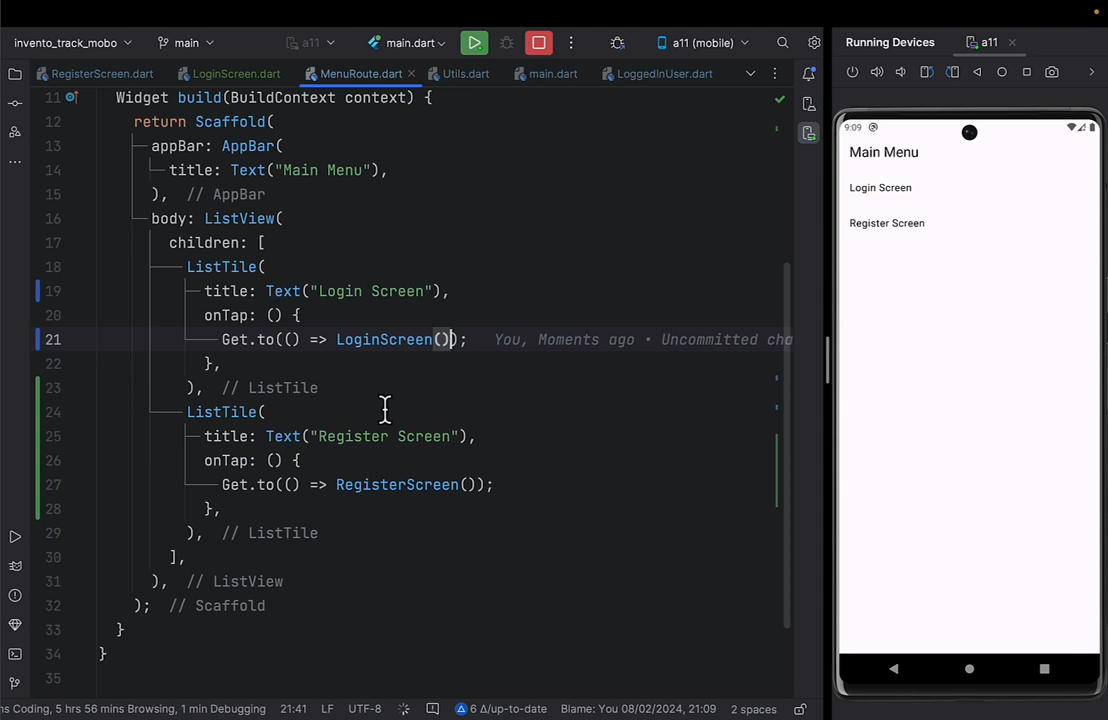 invento_track_mobo main a11 main.dart a11 (mobile) Running Devices a11
RegisterScreen.dart LoginScreen.dart MenuRoute.dart Utils.dart main.dart LoggedInUser.dart
11 Widget build(BuildContext context) {
12 return Scaffold(
13 appBar: AppBar(
14 title: Text("Main Menu"),
15 ), // AppBar
16 body: ListView(
17 children: [
18 ListTile(
19 title: Text("Login Screen"),
20 onTap: () {
21 Get.to(() => LoginScreen()); You, Moments ago • Uncommitted cha
22 },
23 ), // ListTile
24 ListTile(
25 title: Text("Register Screen"),
26 onTap: () {
27 Get.to(() => RegisterScreen());
28 },
29 ), // ListTile
30 ],
31 ), // ListView
32 ); // Scaffold
33 }
34 }
35
9:09
Main Menu
Login Screen
Register Screen
ns Coding, 5 hrs 56 mins Browsing, 1 min Debugging 21:41 LF UTF-8 6 Δ/up-to-date Blame: You 08/02/2024, 21:09 2 spaces